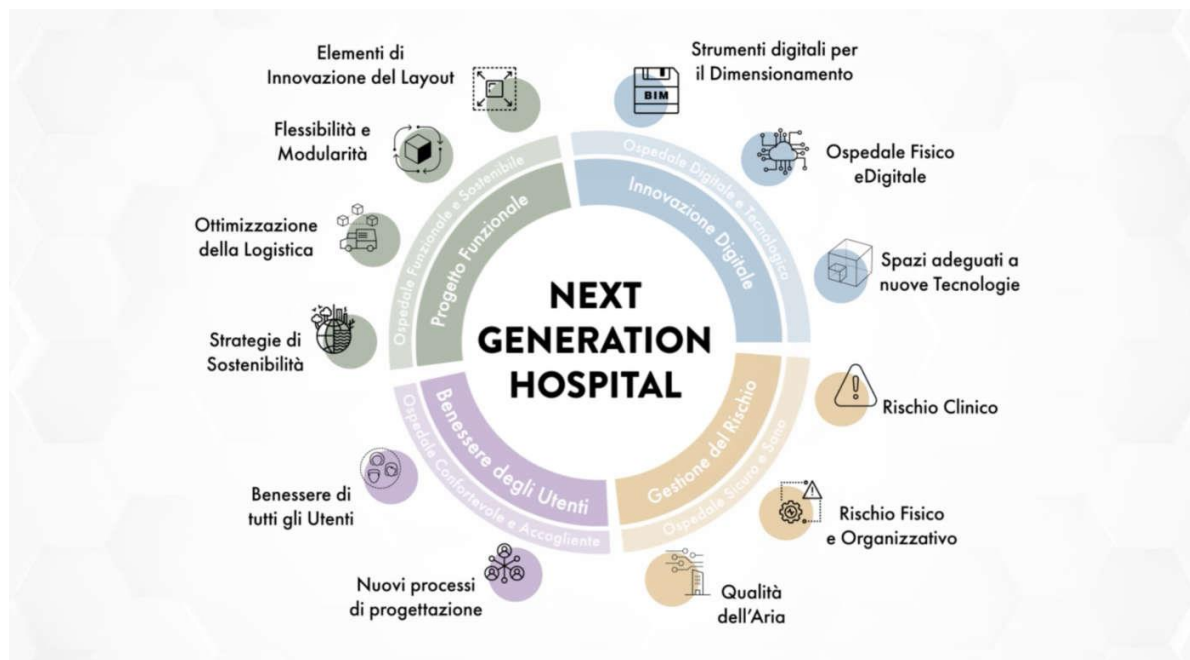 Elementi di
Innovazione del Layout
Strumenti digitali per
il Dimensionamento
BIM
Flessibilità e
Modularità
Ospedale Fisico
eDigitale
Ottimizzazione
della Logistica
Spazi adeguati a
nuove Tecnologie
Strategie di
Sostenibilità
Rischio Clinico
Benessere di
tutti gli Utenti
Rischio Fisico
e Organizzativo
Nuovi processi
di progettazione
Qualità
dell'Aria
Ospedale Funzionale e Sostenibile
Progetto Funzionale
Ospedale Digitale e Tecnologico
Innovazione Digitale
Gestione del Rischio
Ospedale Sicuro e Sano
Benessere degli Utenti
Ospedale Confortevole e Accogliente
NEXT
GENERATION
HOSPITAL